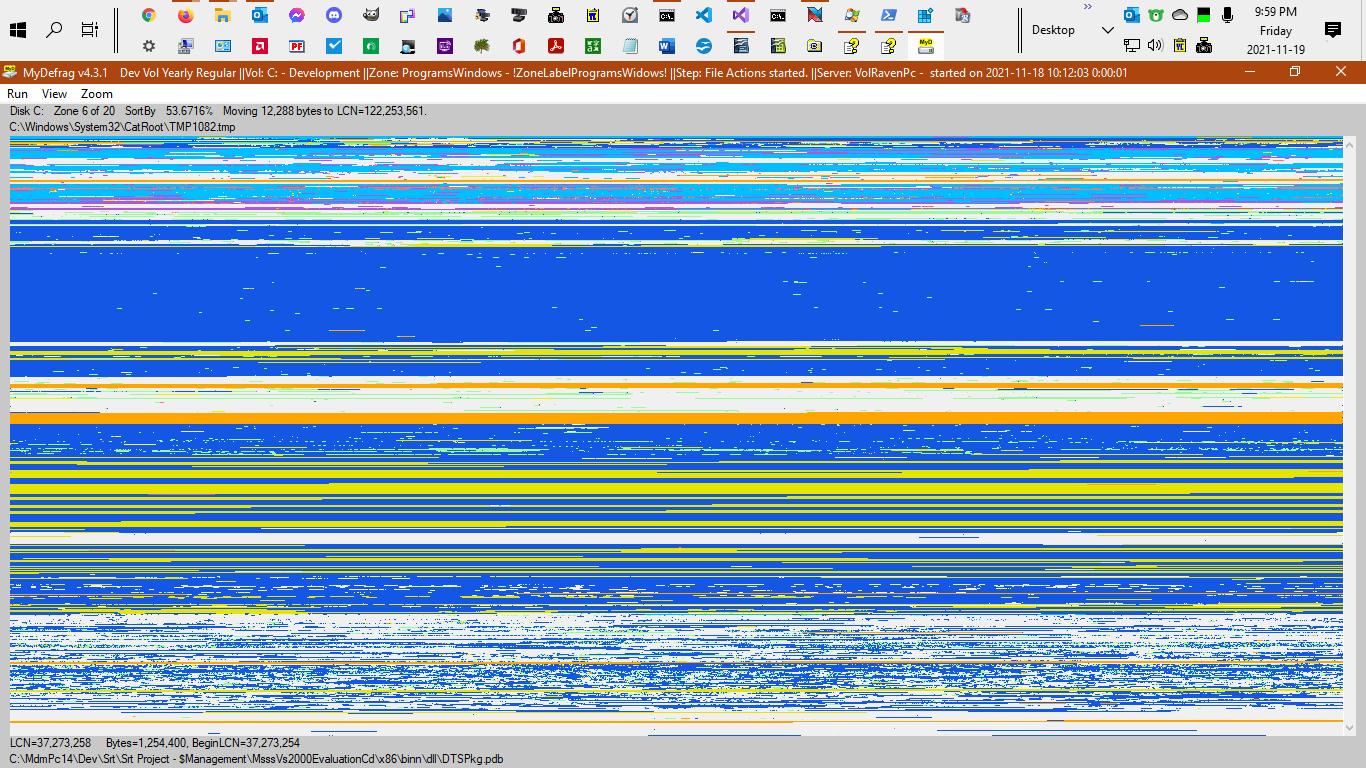 9:59 PM
Desktop
Friday
2021-11-19
MyDefrag v4.3.1 Dev Vol Yearly Regular ||Vol: C: - Development ||Zone: ProgramsWindows - !ZoneLabelProgramsWidows! ||Step: File Actions started. ||Server: VolRavenPc - started on 2021-11-18 10:12:03 0:00:01
Run View Zoom
Disk C: Zone 6 of 20 SortBy 53.6716% Moving 12,288 bytes to LCN=122,253,561.
C:\Windows\System32\CatRoot\TMP1082.tmp
LCN=37,273,258 Bytes=1,254,400, BeginLCN=37,273,254
C:\MdmPc14\Dev\Srt\Srt Project - $Management\MsssVs2000EvaluationCd\x86\binn\dll\DTSPkg.pdb